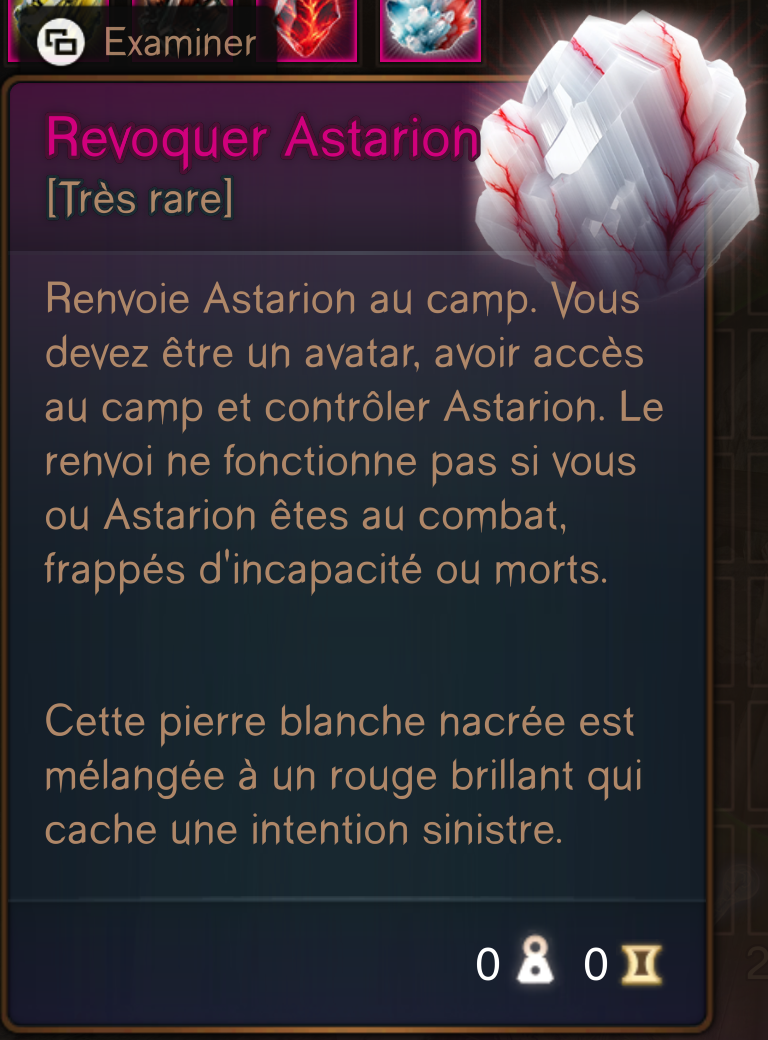 Examiner
Revoquer Astarion
[Très rare]
Renvoie Astarion au camp. Vous
devez être un avatar, avoir accès
au camp et contrôler Astarion. Le
renvoi ne fonctionne pas si vous
ou Astarion êtes au combat,
frappés d'incapacité ou morts.
Cette pierre blanche nacrée est
mélangée à un rouge brillant qui
cache une intention sinistre.
0 0
2